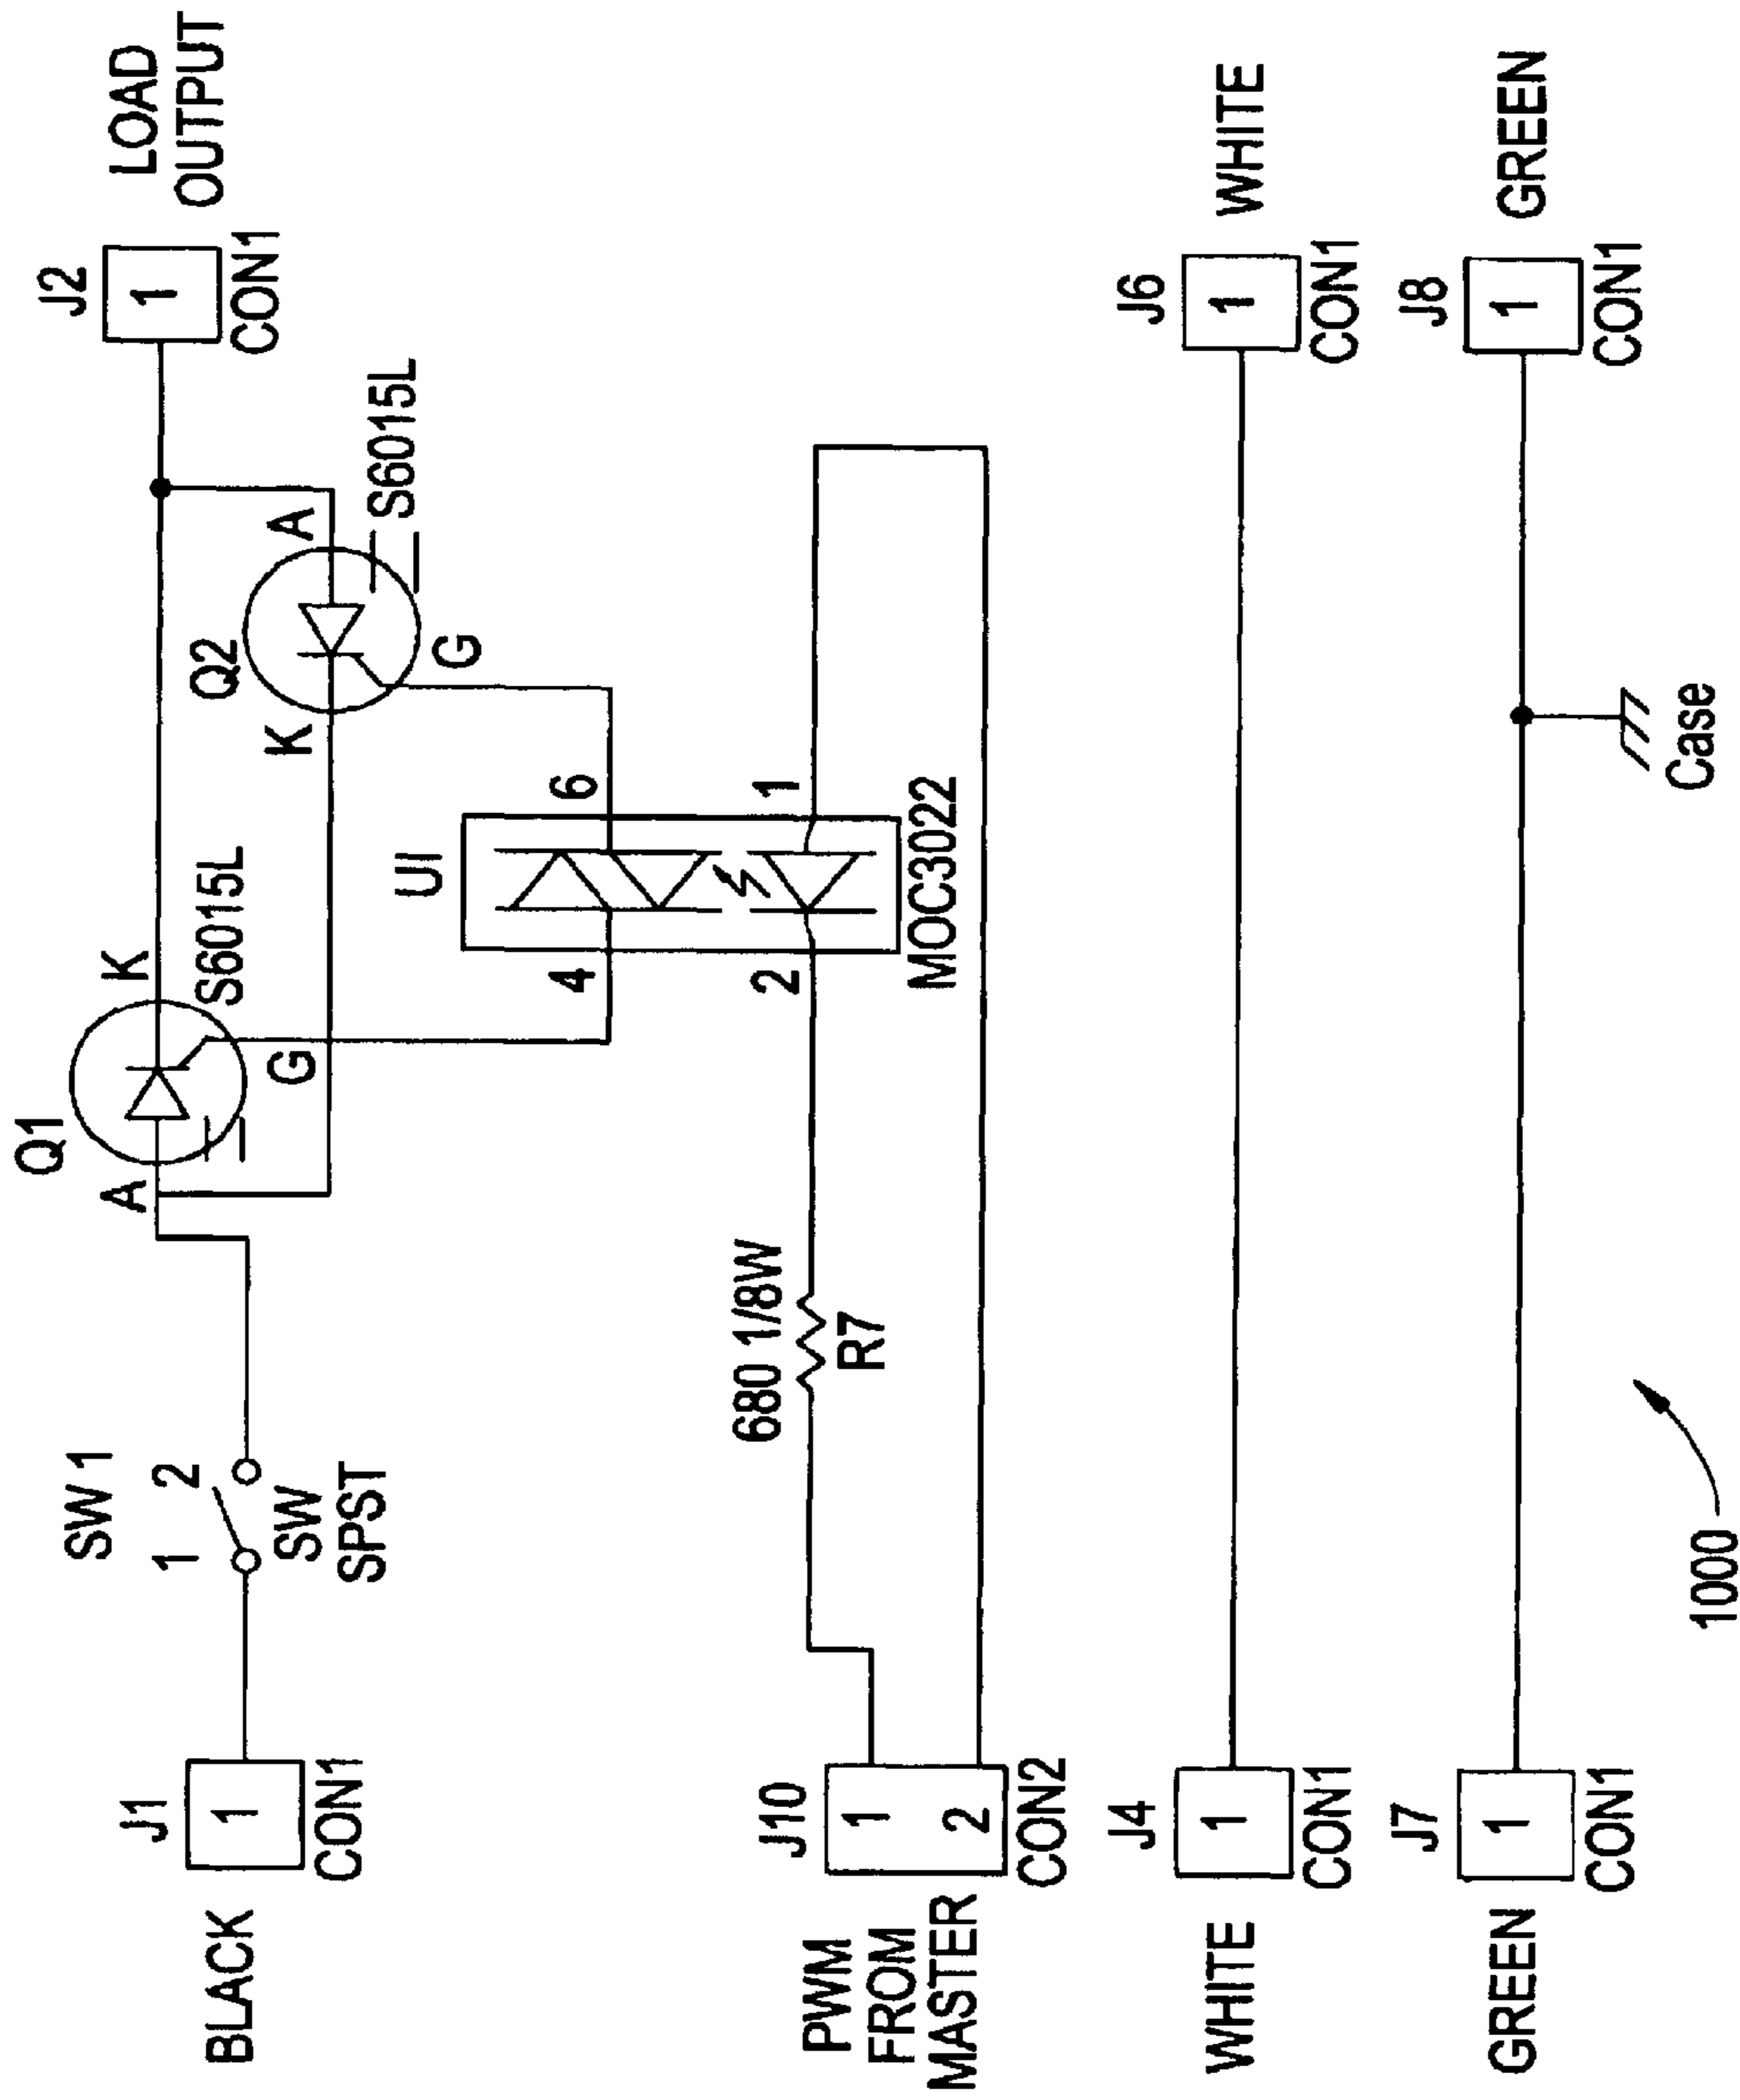 Q1
J2
LOAD
OUTPUT
SW 1
A
K
1
CON1
1 2
S6015L
J1
G
Q2
A
BLACK
1
SW
K
S6015L
CON1
SPST
G
UI
4
6
680 1/8W
J10
2
1
PWM
FROM
MASTER
1
2
R7
MOC3022
CON2
J4
J6
WHITE
1
1
WHITE
CON1
CON1
J7
J8
GREEN
1
1
GREEN
CON1
CON1
Case
1000